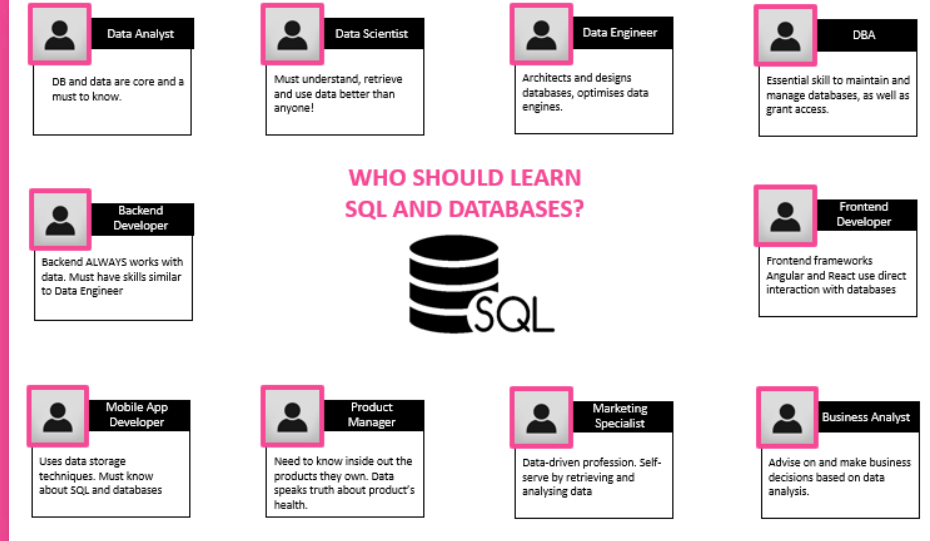 Data Analyst
DB and data are core and a
must to know.
Data Scientist
Must understand, retrieve
and use data better than
anyone!
Data Engineer
Architects and designs
databases, optimises data
engines.
DBA
Essential skill to maintain and
manage databases, as well as
grant access.
WHO SHOULD LEARN
SQL AND DATABASES?
SQL
Backend
Developer
Backend ALWAYS works with
data. Must have skills similar
to Data Engineer
Frontend
Developer
Frontend frameworks
Angular and React use direct
interaction with databases
Mobile App
Developer
Uses data storage
techniques. Must know
about SQL and databases
Product
Manager
Need to know inside out the
products they own. Data
speaks truth about product's
health.
Marketing
Specialist
Data-driven profession. Self-
serve by retrieving and
analysing data
Business Analyst
Advise on and make business
decisions based on data
analysis.